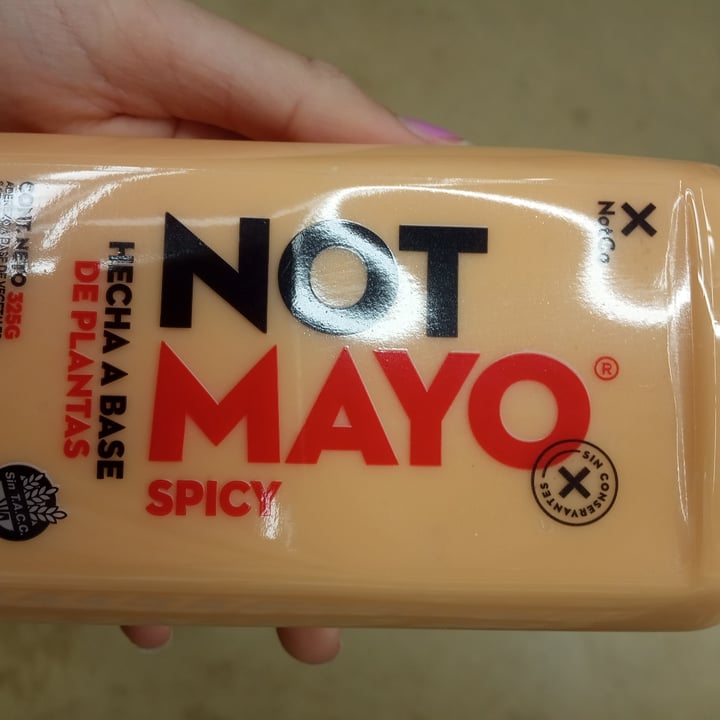 NOT
MAYO®
SPICY
HECHA A BASE
DE PLANTAS
NotCo
SIN CONSERVANTES
CONT. NETO 325G
Sin T.A.C.C.